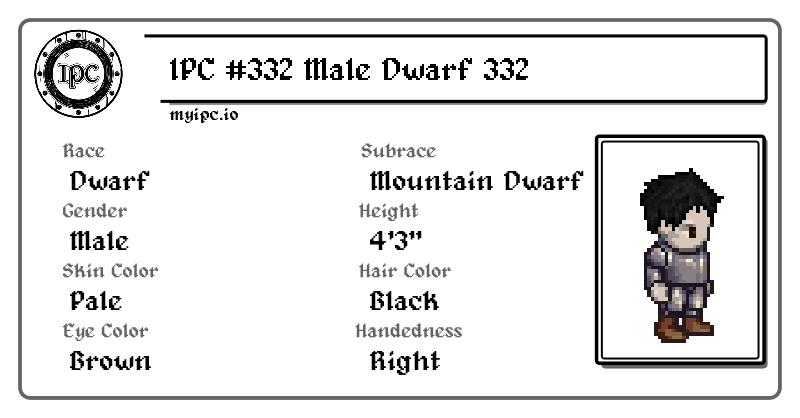 IPC
IPC #332 Male Dwarf 332
myipc.io
Race
Subrace
Dwarf
Mountain Dwarf
Gender
Height
Male
4'3"
Skin Color
Hair Color
Pale
Black
Eye Color
Handedness
Brown
Right